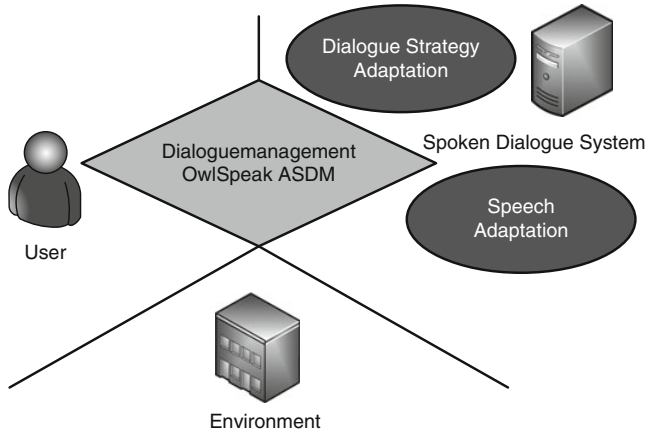 Dialogue Strategy
Adaptation
Dialoguemanagement
OwlSpeak ASDM
Spoken Dialogue System
Speech
Adaptation
User
Environment